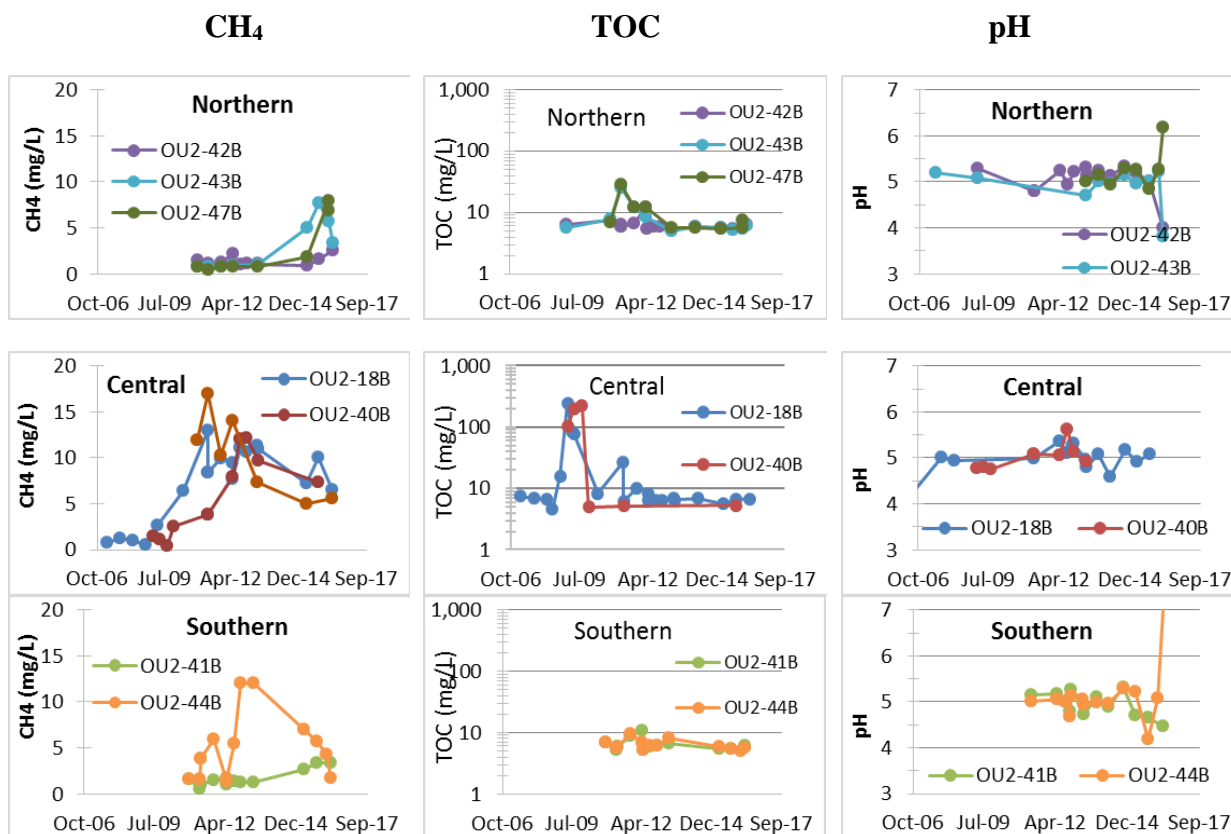 CH₄ TOC pH
20
15
10
5
0
CH4 (mg/L)
Northern
OU2-42B
OU2-43B
OU2-47B
Oct-06 Jul-09 Apr-12 Dec-14 Sep-17
1,000
100
10
1
TOC (mg/L)
Northern
OU2-42B
OU2-43B
OU2-47B
Oct-06 Jul-09 Apr-12 Dec-14 Sep-17
7
6
5
4
3
pH
Northern
OU2-42B
OU2-43B
Oct-06 Jul-09 Apr-12 Dec-14 Sep-17
20
15
10
5
0
CH4 (mg/L)
Central
OU2-18B
OU2-40B
Oct-06 Jul-09 Apr-12 Dec-14 Sep-17
1,000
100
10
1
TOC (mg/L)
Central
OU2-18B
OU2-40B
Oct-06 Jul-09 Apr-12 Dec-14 Sep-17
7
6
5
4
3
pH
Central
OU2-18B OU2-40B
Oct-06 Jul-09 Apr-12 Dec-14 Sep-17
20
15
10
5
0
CH4 (mg/L)
Southern
OU2-41B
OU2-44B
Oct-06 Jul-09 Apr-12 Dec-14 Sep-17
1,000
100
10
1
TOC (mg/L)
Southern
OU2-41B
OU2-44B
Oct-06 Jul-09 Apr-12 Dec-14 Sep-17
7
6
5
4
3
pH
Southern
OU2-41B OU2-44B
Oct-06 Jul-09 Apr-12 Dec-14 Sep-17